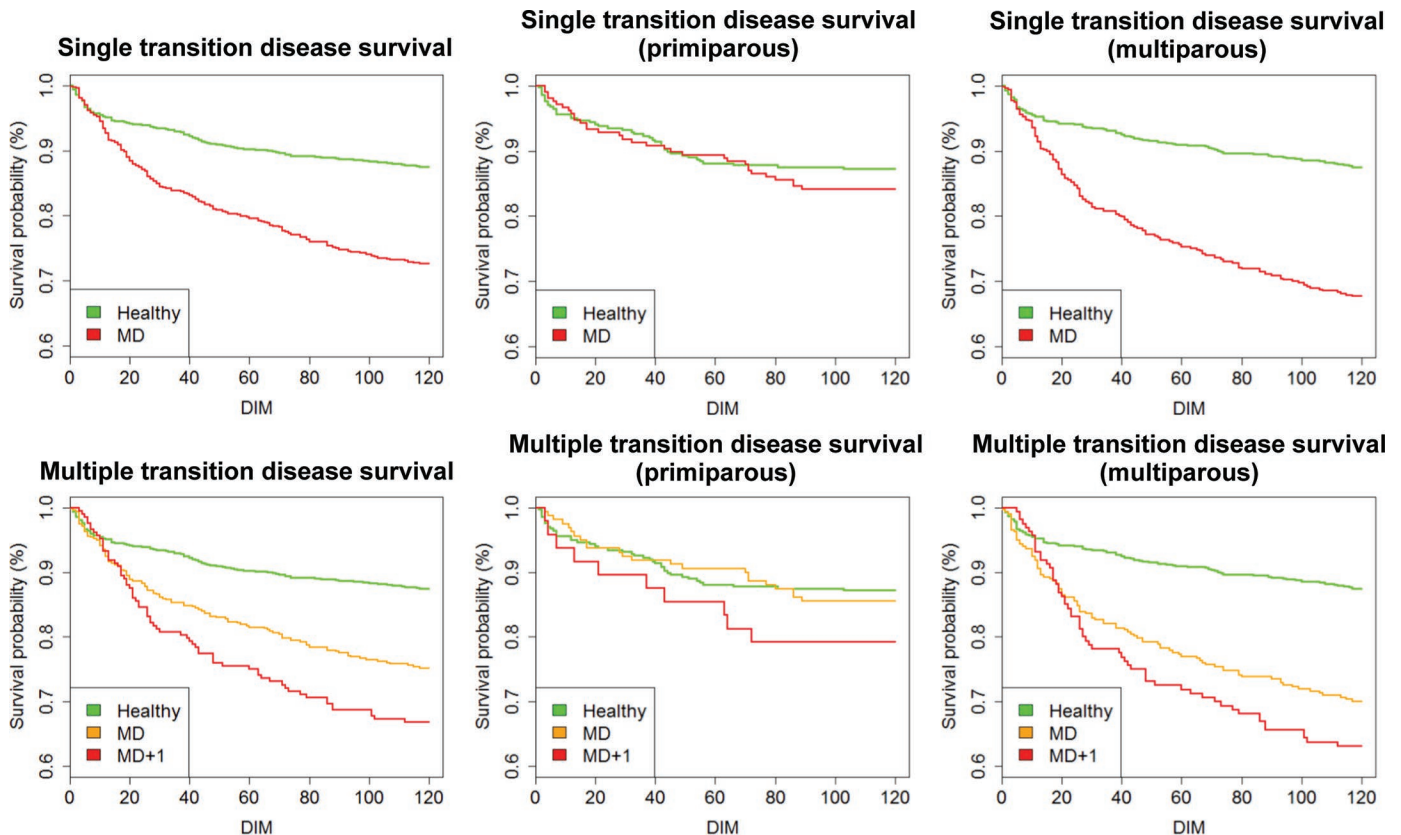 Single transition disease survival
Survival probability (%)
1.0
0.9
0.8
0.7
0.6
Healthy
MD
0 20 40 60 80 100 120
DIM
Single transition disease survival
(primiparous)
Survival probability (%)
1.0
0.9
0.8
0.7
0.6
Healthy
MD
0 20 40 60 80 100 120
DIM
Single transition disease survival
(multiparous)
Survival probability (%)
1.0
0.9
0.8
0.7
0.6
Healthy
MD
0 20 40 60 80 100 120
DIM
Multiple transition disease survival
Survival probability (%)
1.0
0.9
0.8
0.7
0.6
Healthy
MD
MD+1
0 20 40 60 80 100 120
DIM
Multiple transition disease survival
(primiparous)
Survival probability (%)
1.0
0.9
0.8
0.7
0.6
Healthy
MD
MD+1
0 20 40 60 80 100 120
DIM
Multiple transition disease survival
(multiparous)
Survival probability (%)
1.0
0.9
0.8
0.7
0.6
Healthy
MD
MD+1
0 20 40 60 80 100 120
DIM